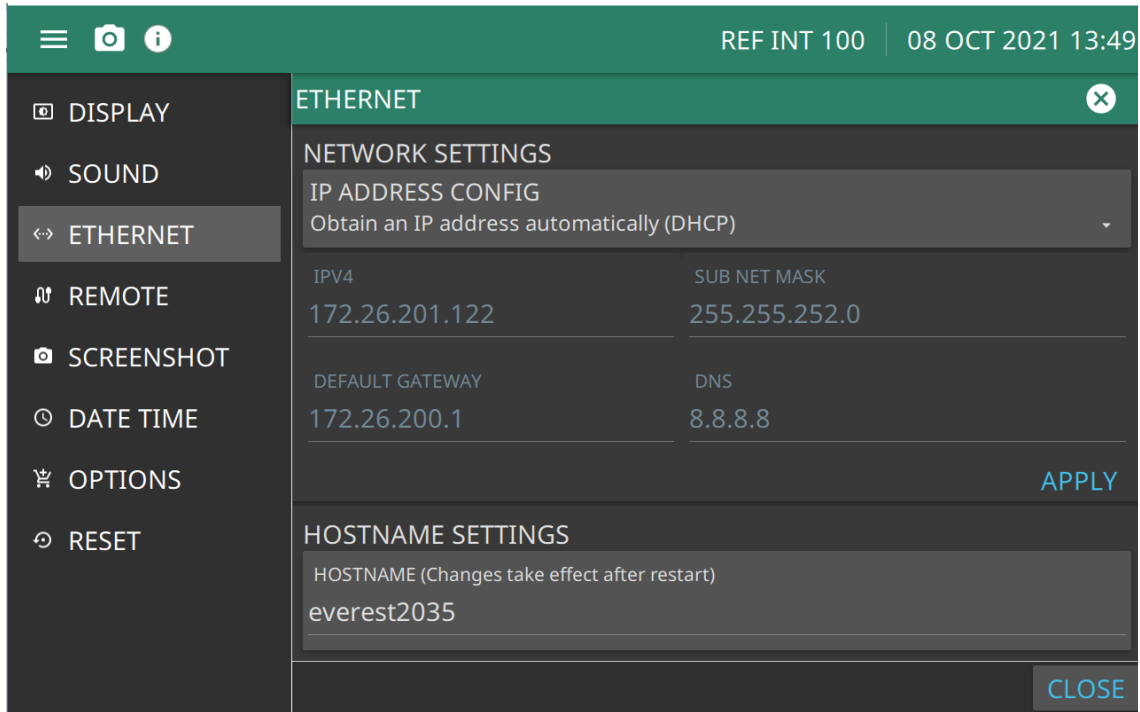 REF INT 100 08 OCT 2021 13:49
DISPLAY
SOUND
ETHERNET
REMOTE
SCREENSHOT
DATE TIME
OPTIONS
RESET
ETHERNET
NETWORK SETTINGS
IP ADDRESS CONFIG
Obtain an IP address automatically (DHCP)
IPV4 SUB NET MASK
172.26.201.122 255.255.252.0
DEFAULT GATEWAY DNS
172.26.200.1 8.8.8.8
APPLY
HOSTNAME SETTINGS
HOSTNAME (Changes take effect after restart)
everest2035
CLOSE